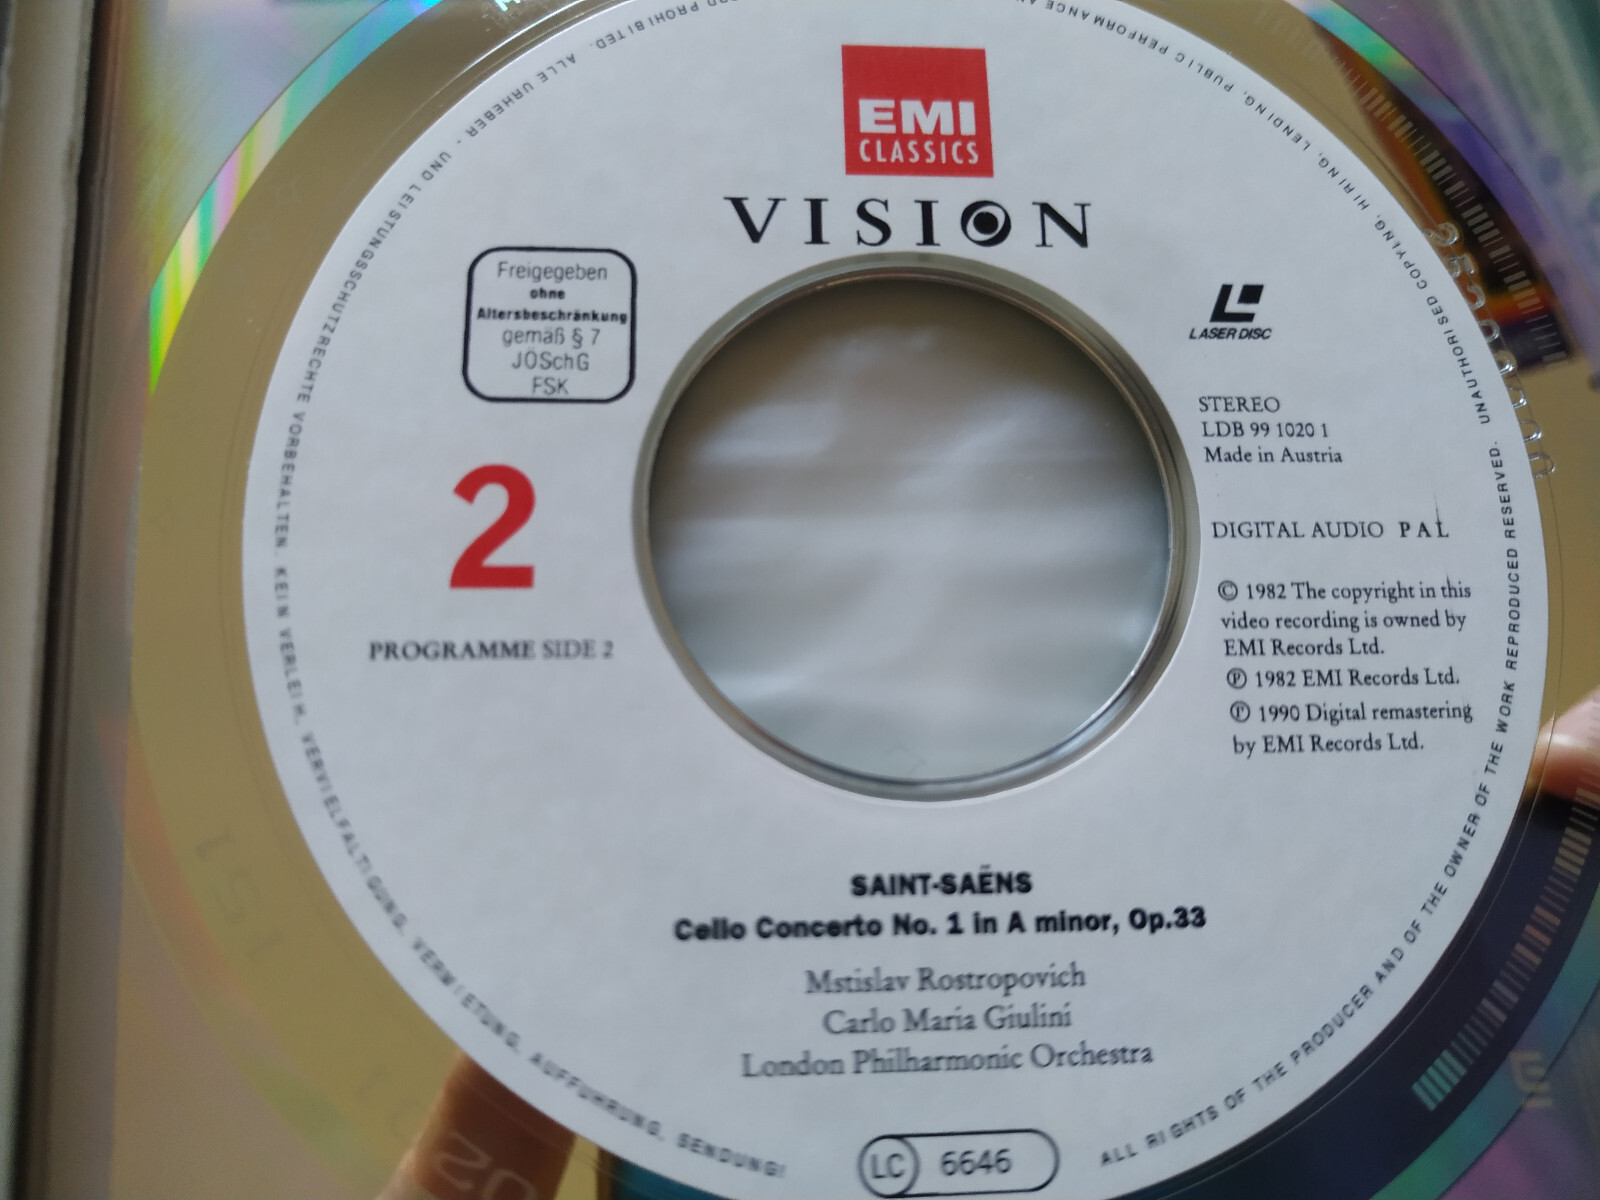 EMI
CLASSICS
VISION
Freigegeben
ohne
Altersbeschränkung
gemäß § 7
JÖSchG
FSK
LASER DISC
STEREO
LDB 99 1020 1
Made in Austria
DIGITAL AUDIO PAL
2
PROGRAMME SIDE 2
© 1982 The copyright in this
video recording is owned by
EMI Records Ltd.
℗ 1982 EMI Records Ltd.
℗ 1990 Digital remastering
by EMI Records Ltd.
SAINT-SAËNS
Cello Concerto No. 1 in A minor, Op.33
Mstislav Rostropovich
Carlo Maria Giulini
London Philharmonic Orchestra
LC 6646
ALL RIGHTS OF THE PRODUCER AND OF THE OWNER OF THE WORK REPRODUCED RESERVED. UNAUTHORISED COPYING, HIRING, LENDING, PUBLIC PERFORMANCE PROHIBITED. ALLE URHEBER- UND LEISTUNGSSCHUTZRECHTE VORBEHALTEN. KEIN VERLEIH, VERVIELFÄLTIGUNG, VERMIETUNG, AUFFÜHRUNG, SENDUNG!